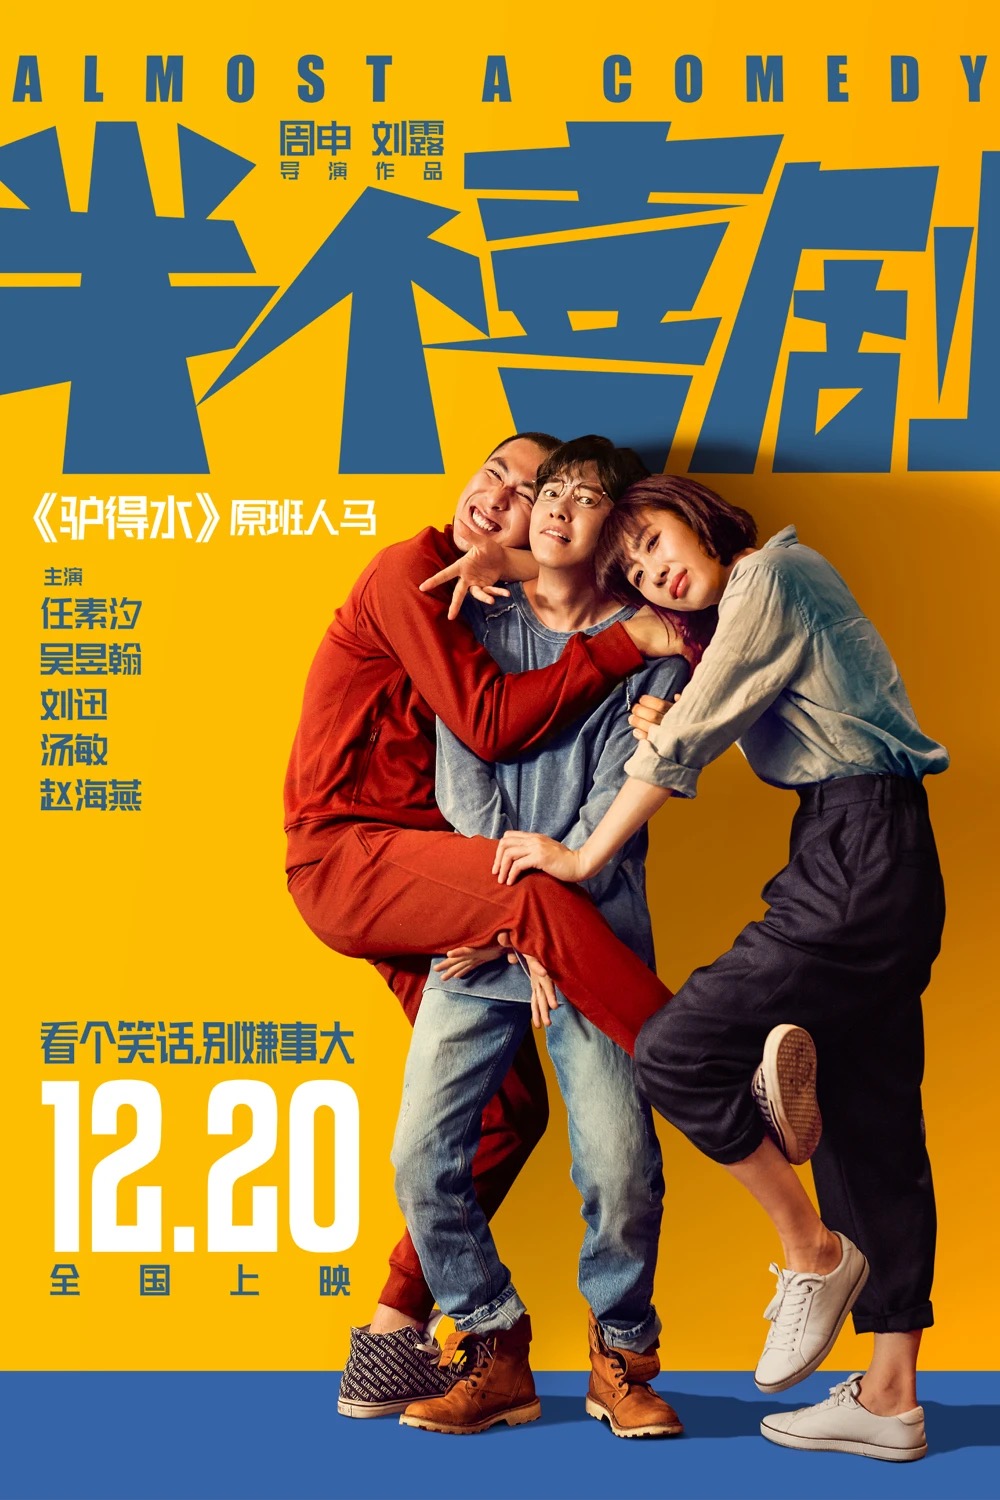 ALMOST A COMEDY
周申 刘露
导演作品
半个喜剧
《驴得水》原班人马
主演
任素汐
吴昱翰
刘迅
汤敏
赵海燕
看个笑话,别嫌事大
12.20
全国上映